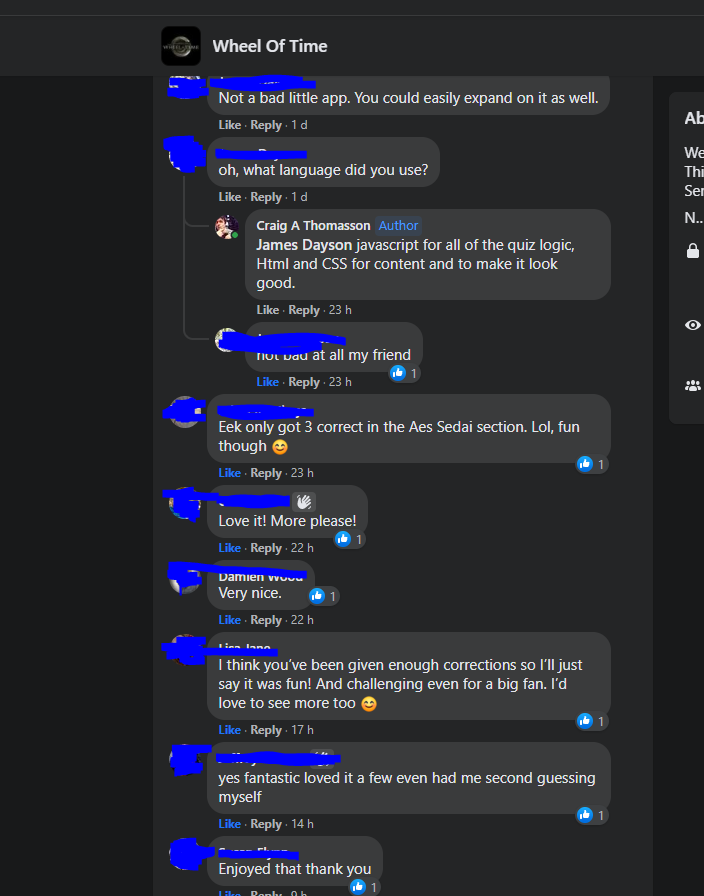 Wheel Of Time
Not a bad little app. You could easily expand on it as well.
Like · Reply · 1 d
oh, what language did you use?
Like · Reply · 1 d
Craig A Thomasson Author
James Dayson javascript for all of the quiz logic,
Html and CSS for content and to make it look
good.
Like · Reply · 23 h
not bad at all my friend
1
Like · Reply · 23 h
Eek only got 3 correct in the Aes Sedai section. Lol, fun
though 😊
1
Like · Reply · 23 h
Love it! More please!
1
Like · Reply · 22 h
Very nice.
1
Like · Reply · 22 h
I think you've been given enough corrections so I'll just
say it was fun! And challenging even for a big fan. I'd
love to see more too 😊
1
Like · Reply · 17 h
yes fantastic loved it a few even had me second guessing
myself
1
Like · Reply · 14 h
Enjoyed that thank you
1
Like · Reply · 9 h
Ab
We
Thi
Ser
N...